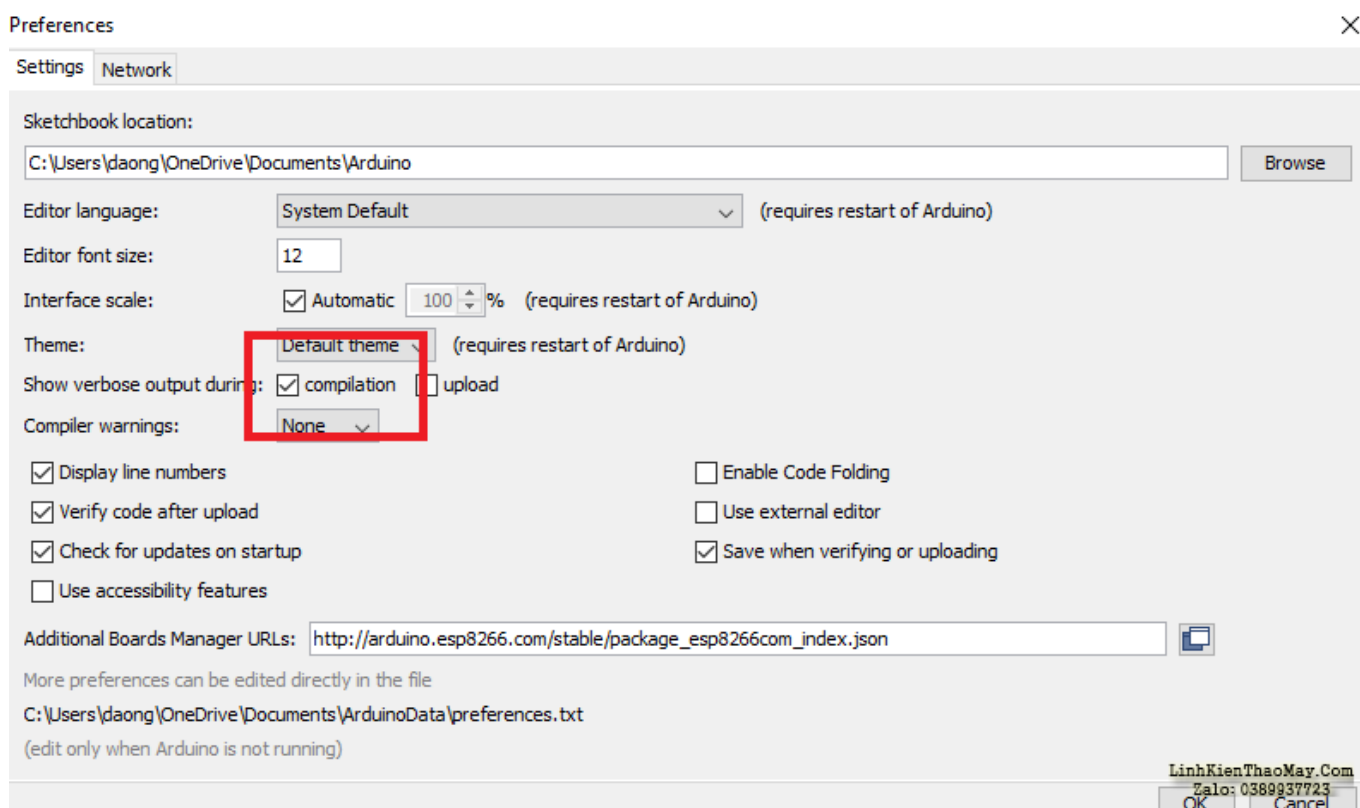 Preferences
Settings Network
Sketchbook location:
C:\Users\daong\OneDrive\Documents\Arduino Browse
Editor language: System Default (requires restart of Arduino)
Editor font size: 12
Interface scale: Automatic 100 % (requires restart of Arduino)
Theme: Default theme (requires restart of Arduino)
Show verbose output during: compilation upload
Compiler warnings: None
Display line numbers Enable Code Folding
Verify code after upload Use external editor
Check for updates on startup Save when verifying or uploading
Use accessibility features
Additional Boards Manager URLs: http://arduino.esp8266.com/stable/package_esp8266com_index.json
More preferences can be edited directly in the file
C:\Users\daong\OneDrive\Documents\ArduinoData\preferences.txt
(edit only when Arduino is not running)
LinhKienThaoMay.Com
Zalo: 0389937723
OK Cancel